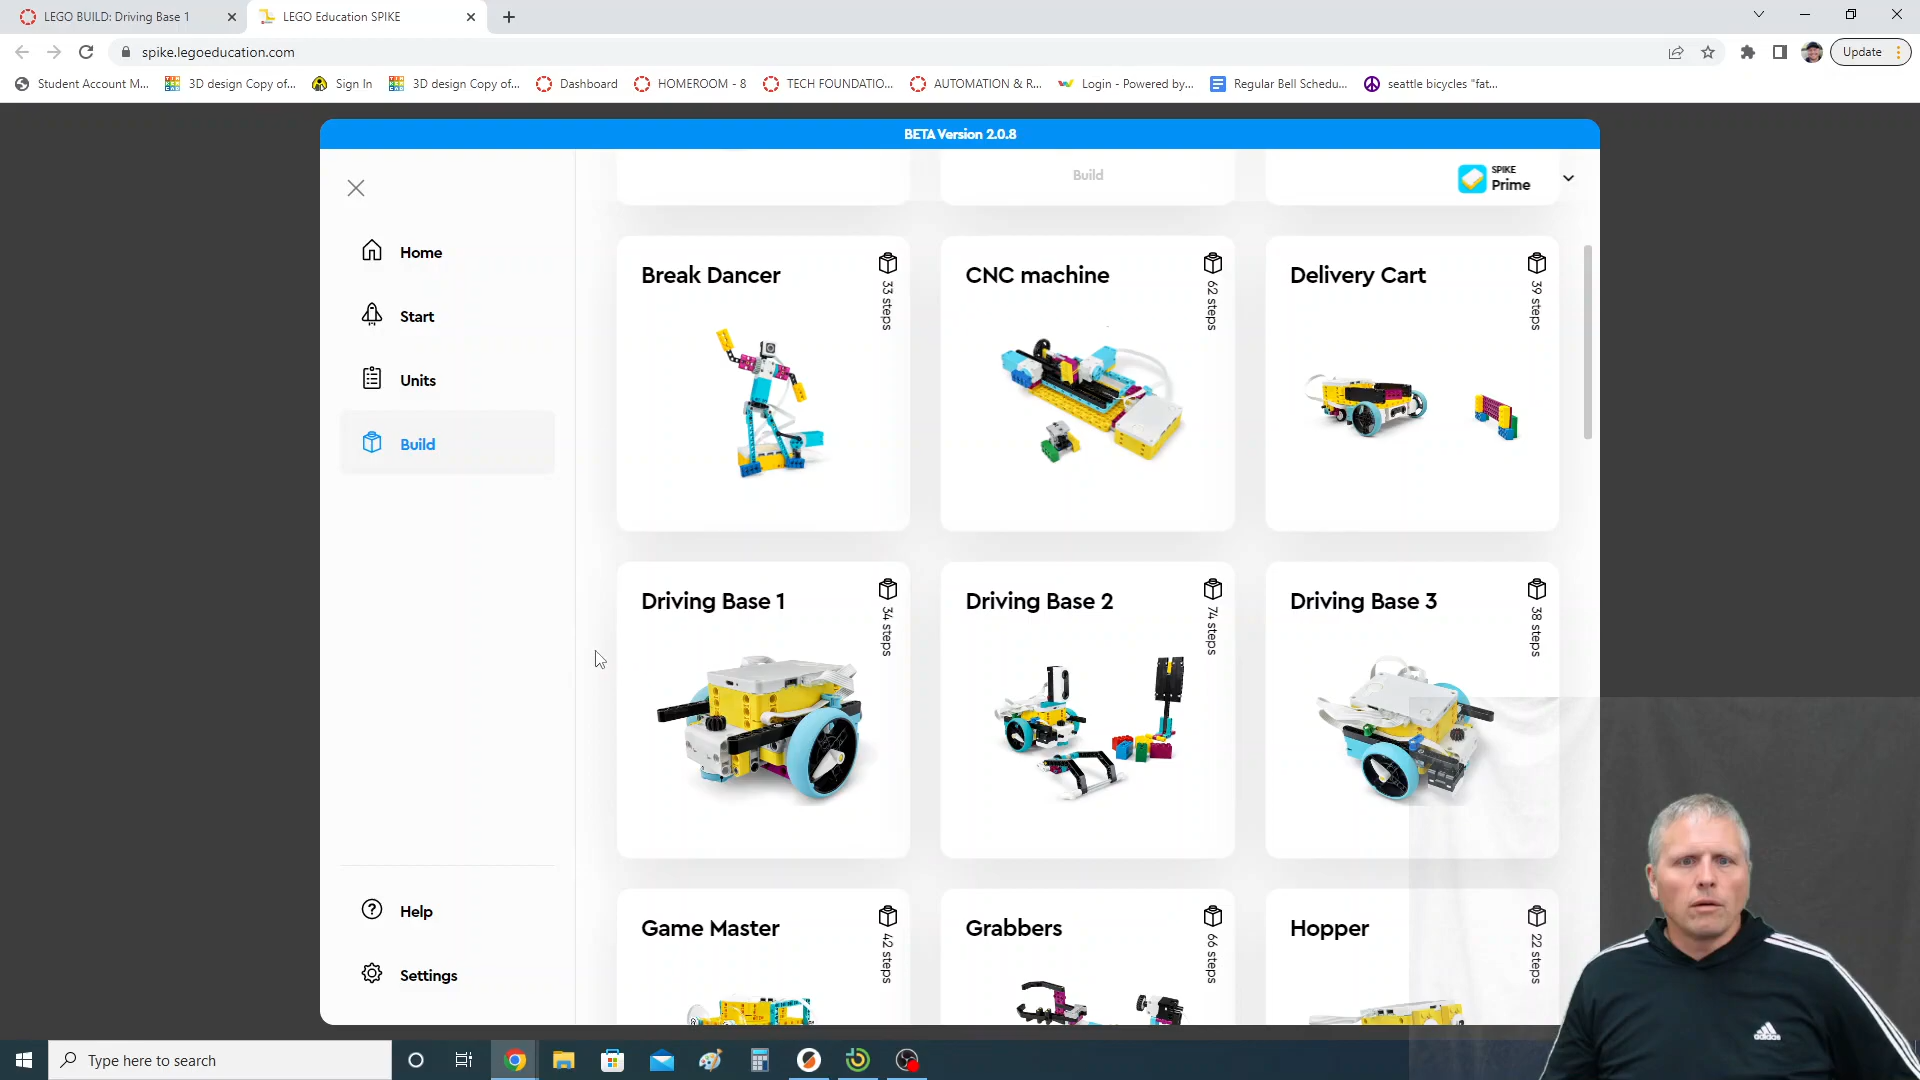 LEGO BUILD: Driving Base 1
LEGO Education SPIKE
spike.legoeducation.com
Update
Student Account M...
3D design Copy of...
Sign In
3D design Copy of...
Dashboard
HOMEROOM - 8
TECH FOUNDATIO...
AUTOMATION & R...
Login - Powered by...
Regular Bell Schedu...
seattle bicycles "fat...
BETA Version 2.0.8
Build
SPIKE
Prime
Home
Start
Units
Build
Help
Settings
Break Dancer
33 steps
CNC machine
62 steps
Delivery Cart
39 steps
Driving Base 1
34 steps
Driving Base 2
74 steps
Driving Base 3
38 steps
Game Master
42 steps
Grabbers
66 steps
Hopper
22 steps
adidas
Type here to search